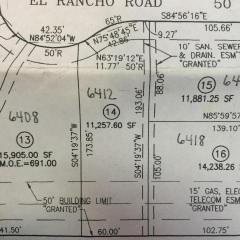 EL RANCHO ROAD
50
65'R
S84°56'16"E
42.35'
N84°52'04"W
50'R
N75°48'45"E
42.86'
9.27'
10' SAN. SEWER
& DRAIN. ESM'T
"GRANTED"
N63°19'12"E
11.77' 50'R
6408
6412
193.06'
88.06'
15
11,881.25 SF
13
15,905.00 SF
M.O.E.=691.00
14
11,257.60 SF
S04°19'37"W
173.85'
N85°59'57
139.10'
6418
16
14,238.26
S04°19'37"W
105.00'
50' BUILDING LIMIT
"GRANTED"
15' GAS, ELEC
TELECOM ESM'T
"GRANTED"
41.50'
60.00'
102.75'